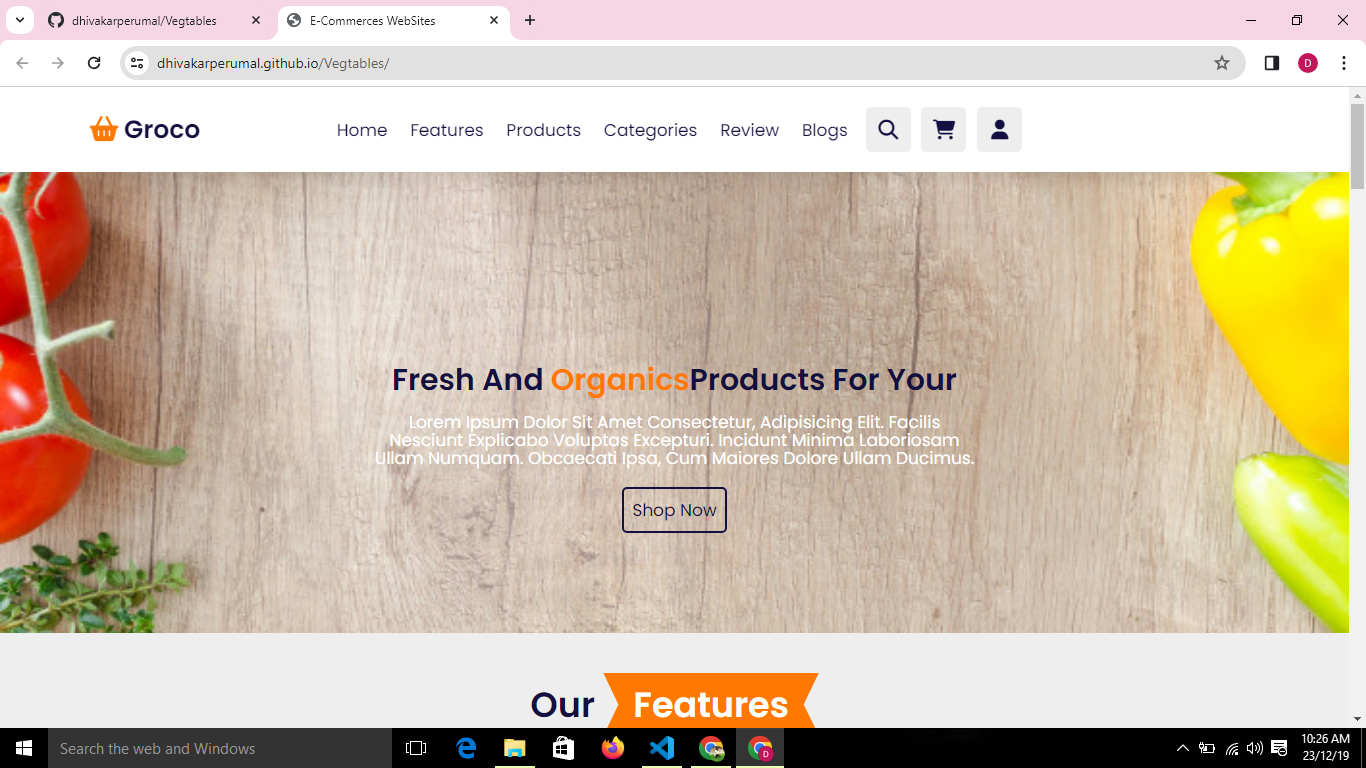 dhivakarperumal/Vegtables
E-Commerces WebSites
dhivakarperumal.github.io/Vegtables/
D
Groco
Home Features Products Categories Review Blogs
Fresh And OrganicsProducts For Your
Lorem Ipsum Dolor Sit Amet Consectetur, Adipisicing Elit. Facilis
Nesciunt Explicabo Voluptas Excepturi. Incidunt Minima Laboriosam
Ullam Numquam. Obcaecati Ipsa, Cum Maiores Dolore Ullam Ducimus.
Shop Now
Our Features
Search the web and Windows
D
10:26 AM
23/12/19